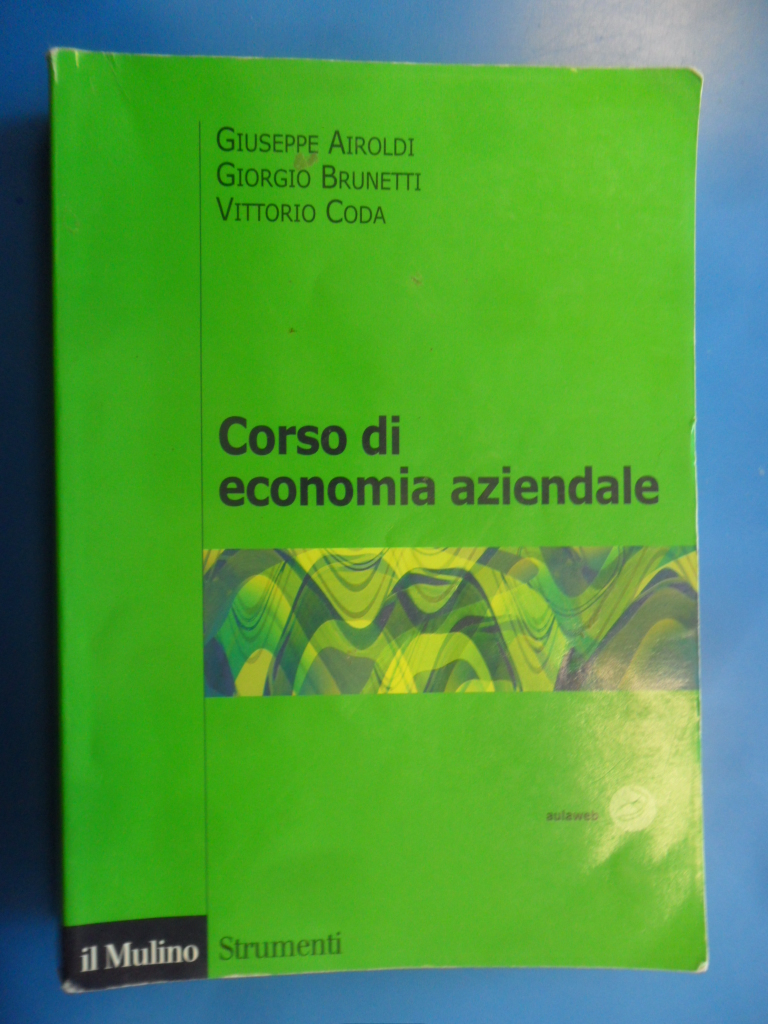 GIUSEPPE AIROLDI
GIORGIO BRUNETTI
VITTORIO CODA
Corso di
economia aziendale
aulaweb
il Mulino Strumenti